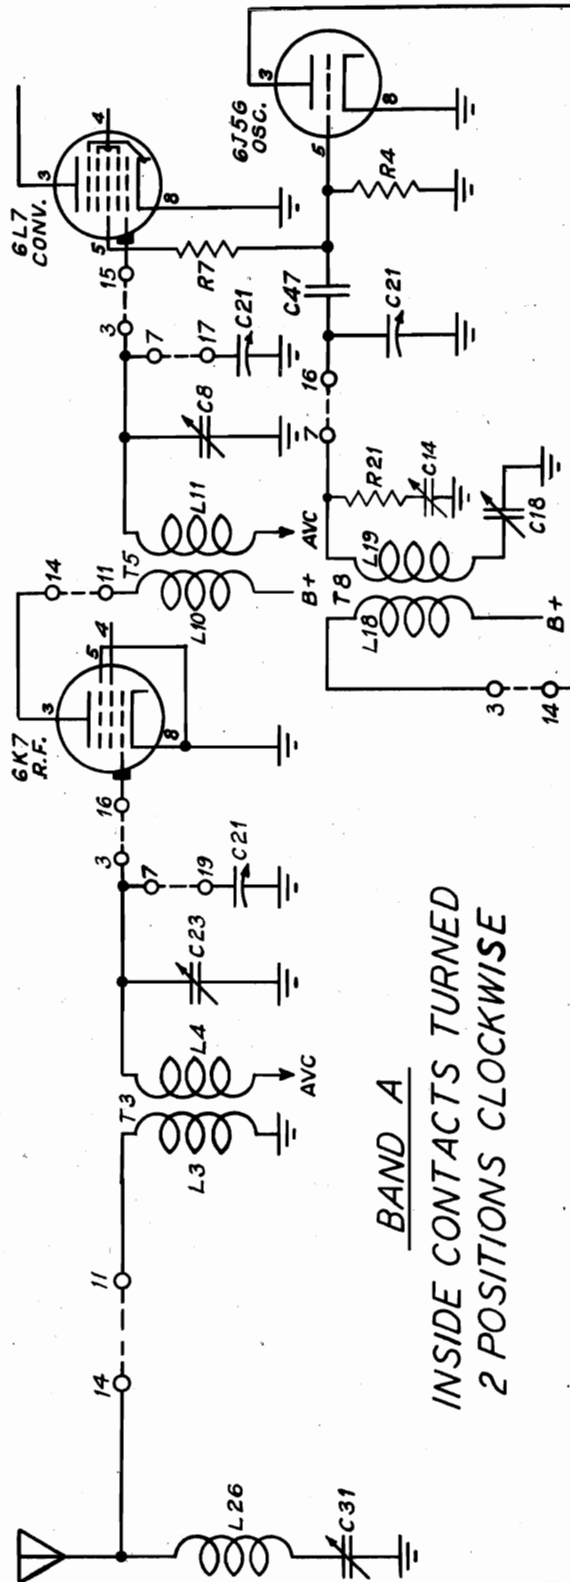 6L7
CONV.
3
4
5
8
15
3
7
17
C21
C8
L11
T5
L10
AVC
B+
R7
6J5G
OSC.
3
5
8
R4
C47
C21
16
7
R21
C14
L19
T8
L18
C18
B+
3
14
6K7
R.F.
3
5
4
8
14
11
16
3
7
19
C21
C23
L4
T3
L3
AVC
11
14
L26
C31
BAND A
INSIDE CONTACTS TURNED
2 POSITIONS CLOCKWISE